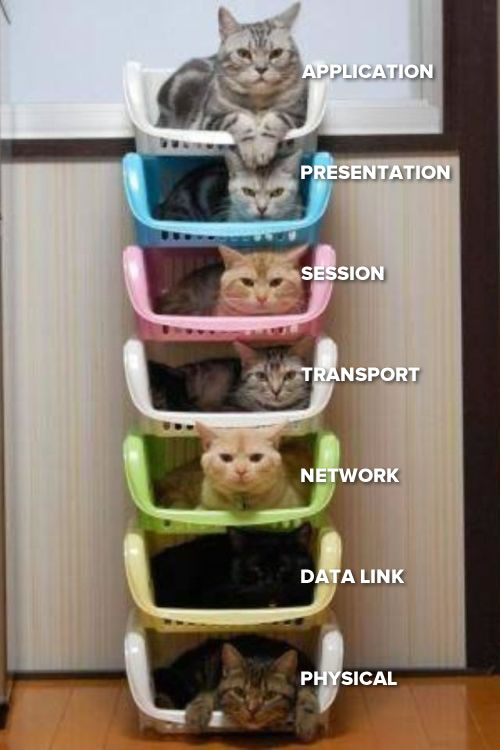 APPLICATION
PRESENTATION
SESSION
TRANSPORT
NETWORK
DATA LINK
PHYSICAL